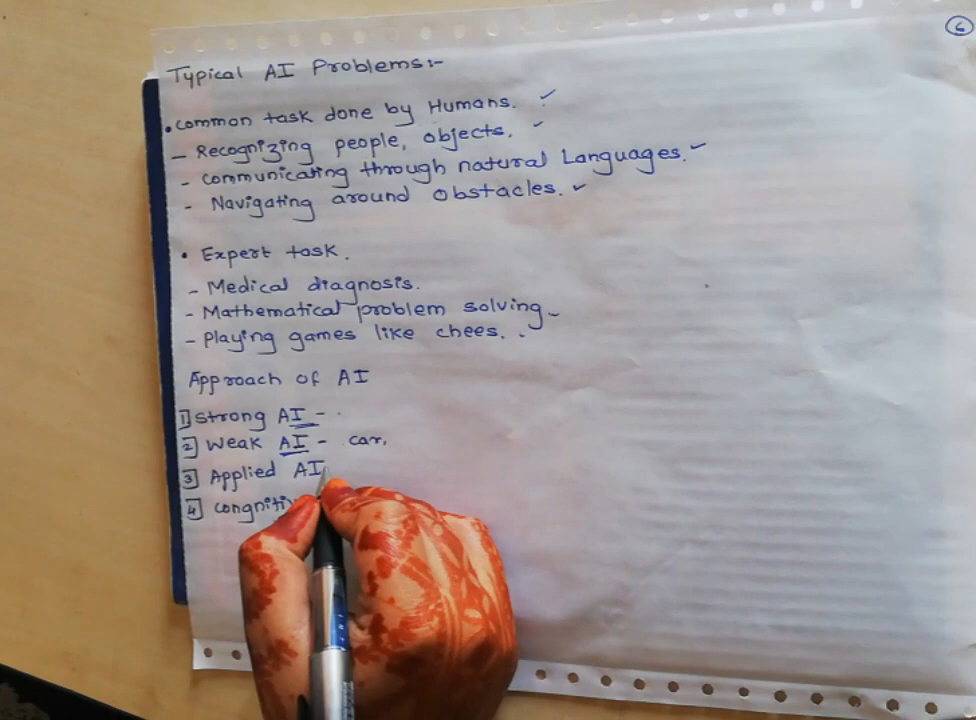 6
Typical AI Problems:-
• common task done by Humans.
- Recognizing people, objects.
- communicating through natural Languages.
- Navigating around obstacles.
• Expert task.
- Medical diagnosis.
- Mathematical problem solving
- Playing games like chees.
Approach of AI
1] strong AI -
2] Weak AI - car.
3] Applied AI
4]